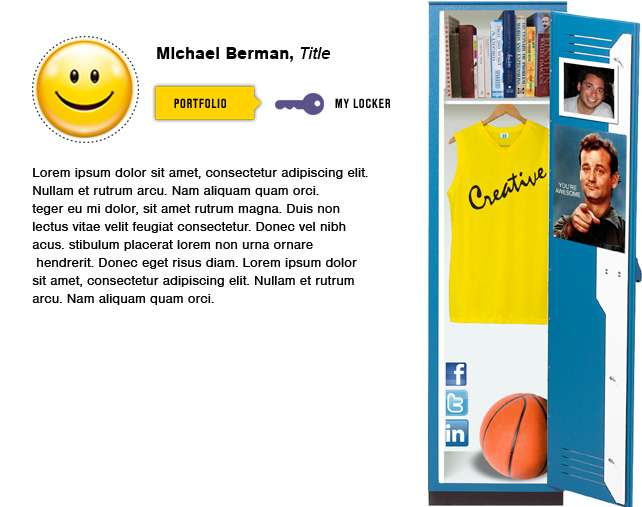 Michael Berman, Title
PORTFOLIO
MY LOCKER
Lorem ipsum dolor sit amet, consectetur adipiscing elit.
Nullam et rutrum arcu. Nam aliquam quam orci.
teger eu mi dolor, sit amet rutrum magna. Duis non
lectus vitae velit feugiat consectetur. Donec vel nibh
acus. stibulum placerat lorem non urna ornare
hendrerit. Donec eget risus diam. Lorem ipsum dolor
sit amet, consectetur adipiscing elit. Nullam et rutrum
arcu. Nam aliquam quam orci.
Creative
YOU'RE
AWESOME
f
t
in